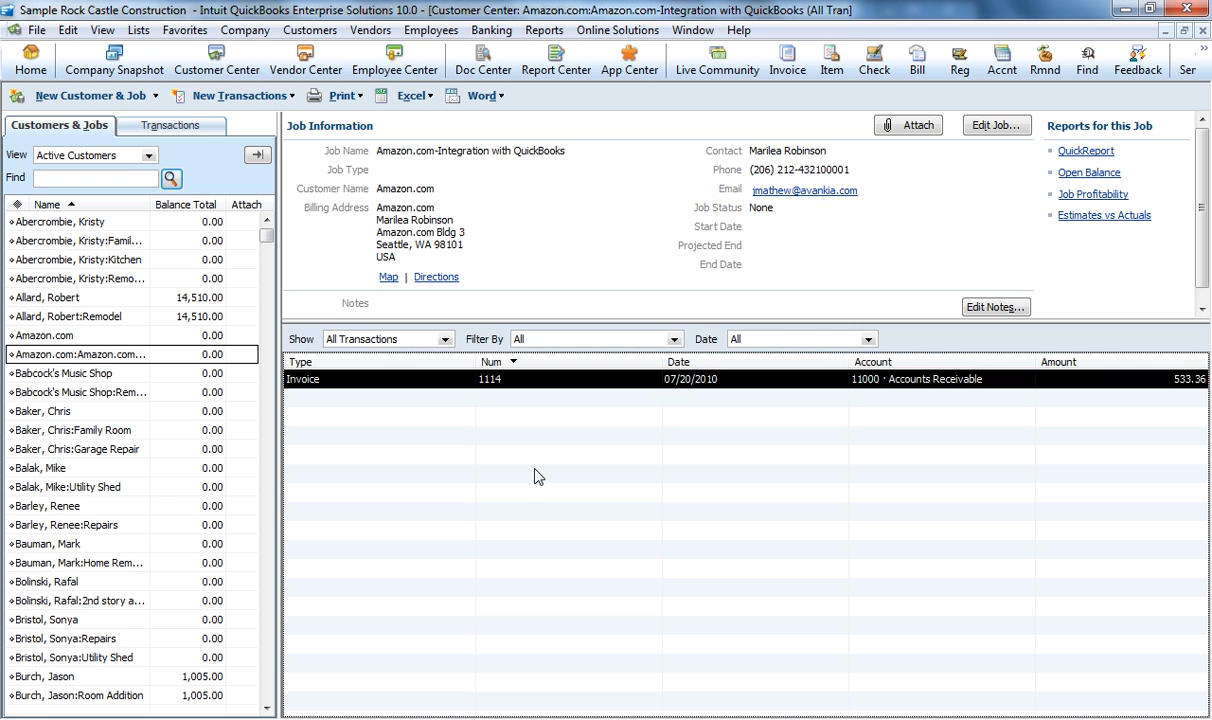 Sample Rock Castle Construction - Intuit QuickBooks Enterprise Solutions 10.0 - [Customer Center: Amazon.com:Amazon.com-Integration with QuickBooks (All Tran)]
File Edit View Lists Favorites Company Customers Vendors Employees Banking Reports Online Solutions Window Help
Home Company Snapshot Customer Center Vendor Center Employee Center Doc Center Report Center App Center Live Community Invoice Item Check Bill Reg Accnt Rmnd Find Feedback Ser
New Customer & Job New Transactions Print Excel Word
Customers & Jobs Transactions
View Active Customers
Find
Name Balance Total Attach
Abercrombie, Kristy 0.00
Abercrombie, Kristy:Famil... 0.00
Abercrombie, Kristy:Kitchen 0.00
Abercrombie, Kristy:Remo... 0.00
Allard, Robert 14,510.00
Allard, Robert:Remodel 14,510.00
Amazon.com 0.00
Amazon.com:Amazon.com... 0.00
Babcock's Music Shop 0.00
Babcock's Music Shop:Rem... 0.00
Baker, Chris 0.00
Baker, Chris:Family Room 0.00
Baker, Chris:Garage Repair 0.00
Balak, Mike 0.00
Balak, Mike:Utility Shed 0.00
Barley, Renee 0.00
Barley, Renee:Repairs 0.00
Bauman, Mark 0.00
Bauman, Mark:Home Rem... 0.00
Bolinski, Rafal 0.00
Bolinski, Rafal:2nd story a... 0.00
Bristol, Sonya 0.00
Bristol, Sonya:Repairs 0.00
Bristol, Sonya:Utility Shed 0.00
Burch, Jason 1,005.00
Burch, Jason:Room Addition 1,005.00
Job Information Attach Edit Job...
Job Name Amazon.com-Integration with QuickBooks
Job Type
Customer Name Amazon.com
Billing Address Amazon.com
Marilea Robinson
Amazon.com Bldg 3
Seattle, WA 98101
USA
Map | Directions
Notes
Contact Marilea Robinson
Phone (206) 212-432100001
Email jmathew@avankia.com
Job Status None
Start Date
Projected End
End Date
Edit Notes...
Reports for this Job
QuickReport
Open Balance
Job Profitability
Estimates vs Actuals
Show All Transactions Filter By All Date All
Type Num Date Account Amount
Invoice 1114 07/20/2010 11000 · Accounts Receivable 533.36